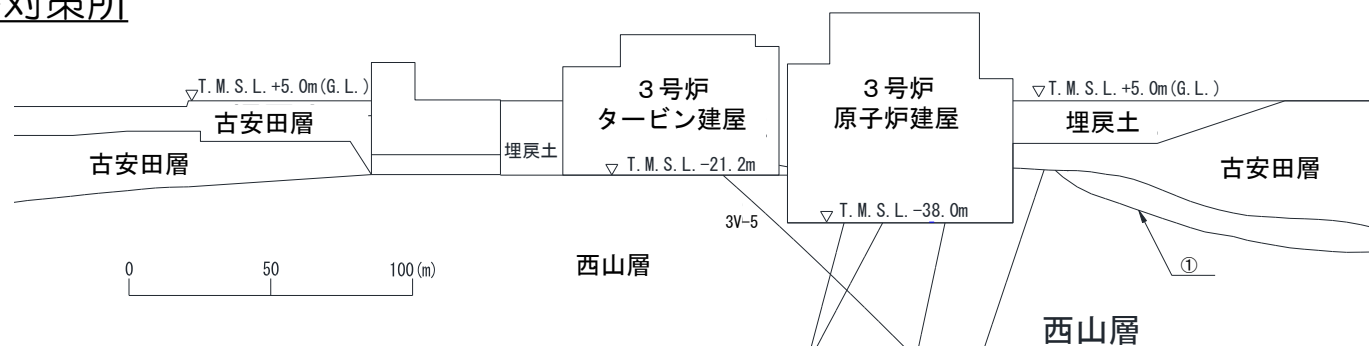 対策所
T.M.S.L.+5.0m(G.L.)
古安田層
古安田層
埋戻土
3号炉
タービン建屋
T.M.S.L.-21.2m
3号炉
原子炉建屋
T.M.S.L.-38.0m
T.M.S.L.+5.0m(G.L.)
埋戻土
古安田層
3V-5
西山層
①
西山層
0 50 100(m)